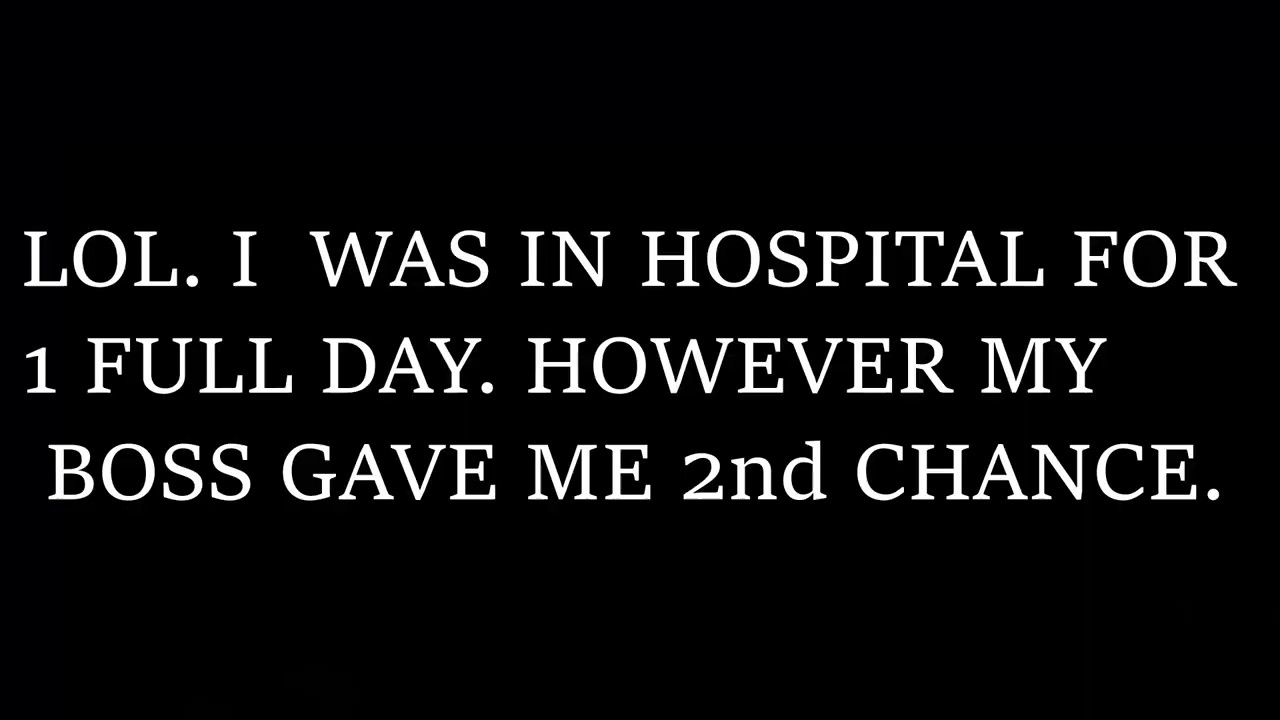 LOL. I  WAS IN HOSPITAL FOR
1 FULL DAY. HOWEVER MY
BOSS GAVE ME 2nd CHANCE.